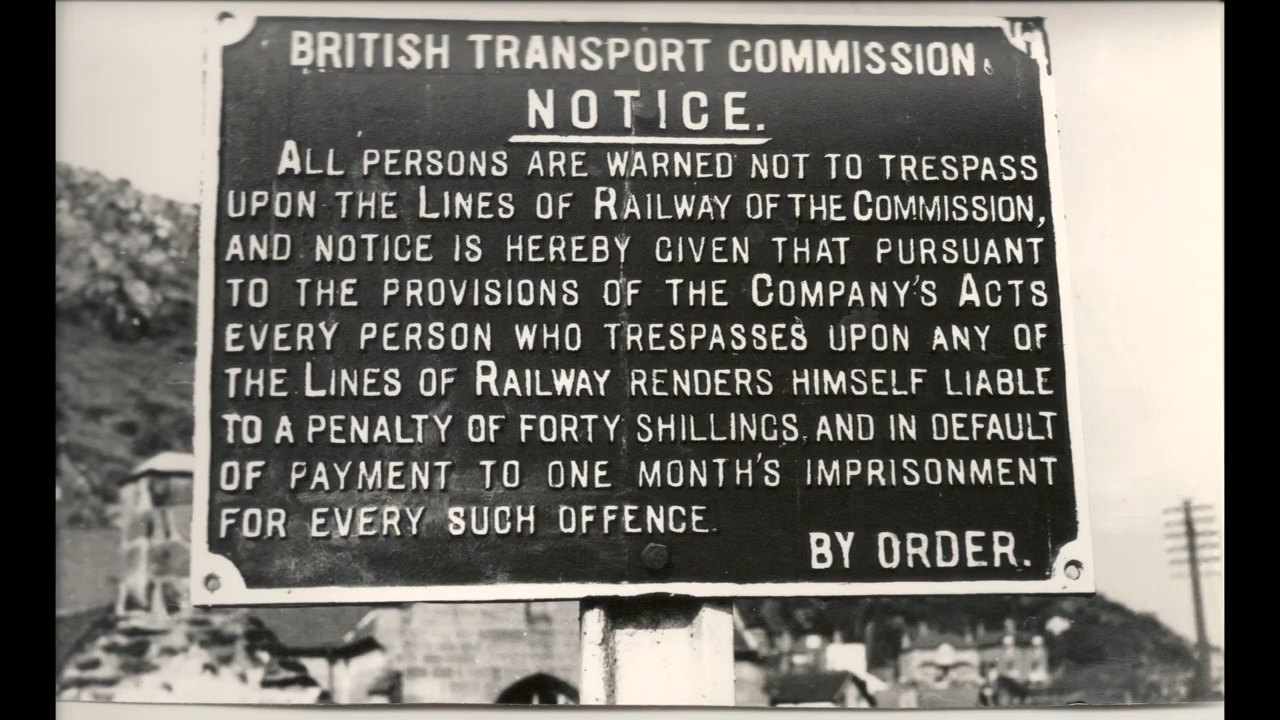 BRITISH TRANSPORT COMMISSION.
NOTICE.
ALL PERSONS ARE WARNED NOT TO TRESPASS
UPON THE LINES OF RAILWAY OF THE COMMISSION,
AND NOTICE IS HEREBY GIVEN THAT PURSUANT
TO THE PROVISIONS OF THE COMPANY'S ACTS
EVERY PERSON WHO TRESPASSES UPON ANY OF
THE LINES OF RAILWAY RENDERS HIMSELF LIABLE
TO A PENALTY OF FORTY SHILLINGS, AND IN DEFAULT
OF PAYMENT TO ONE MONTH'S IMPRISONMENT
FOR EVERY SUCH OFFENCE.
BY ORDER.